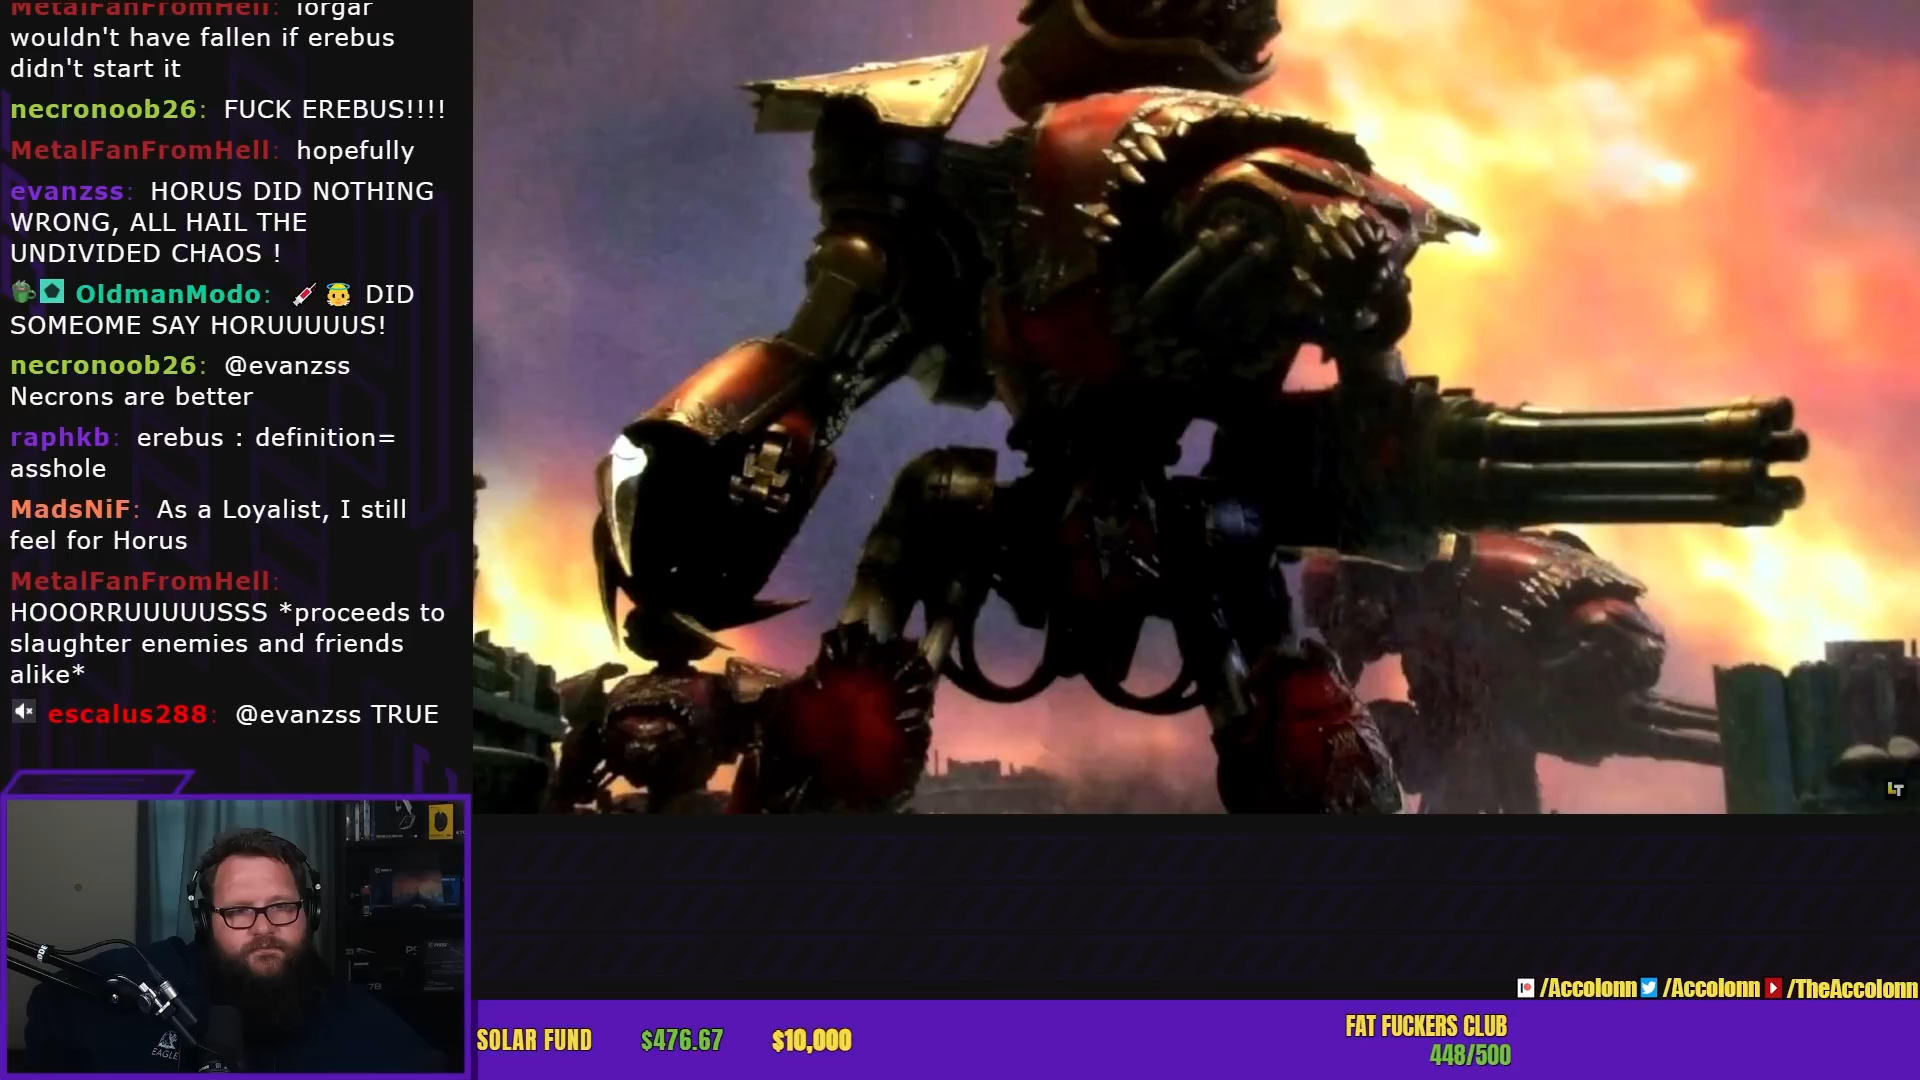 MetalFanFromHell: lorgar
wouldn't have fallen if erebus
didn't start it
necronoob26: FUCK EREBUS!!!!
MetalFanFromHell: hopefully
evanzss: HORUS DID NOTHING
WRONG, ALL HAIL THE
UNDIVIDED CHAOS !
OldmanModo: 💉😇 DID
SOMEOME SAY HORUUUUUS!
necronoob26: @evanzss
Necrons are better
raphkb: erebus : definition=
asshole
MadsNiF: As a Loyalist, I still
feel for Horus
MetalFanFromHell:
HOOORRUUUUUSSS *proceeds to
slaughter enemies and friends
alike*
escalus288: @evanzss TRUE
LT
EAGLE
/Accolonn /Accolonn /TheAccolonn
SOLAR FUND $476.67 $10,000
FAT FUCKERS CLUB
448/500